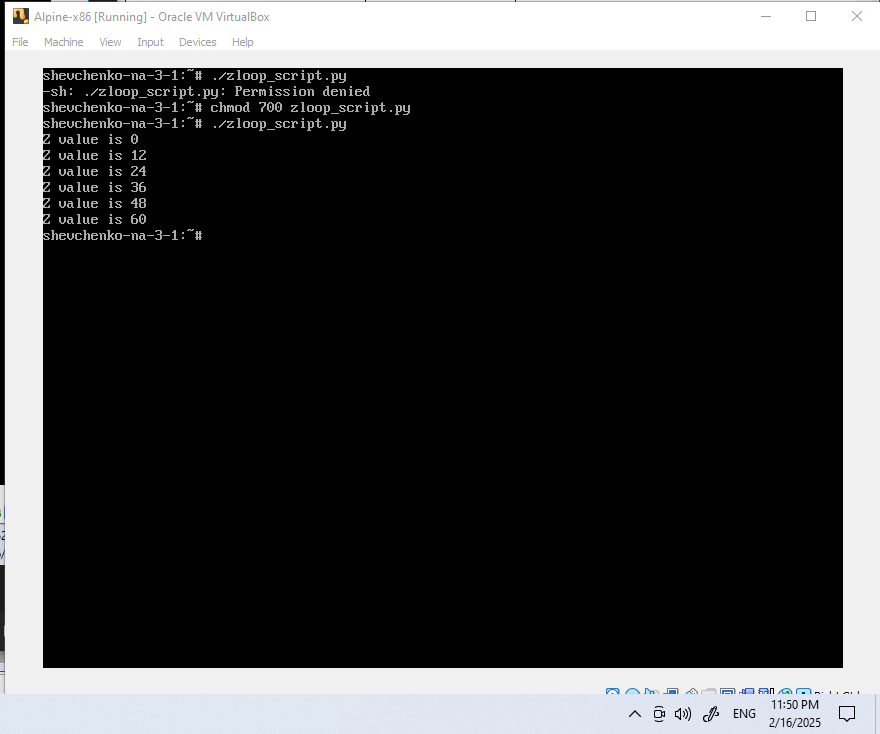 Alpine-x86 [Running] - Oracle VM VirtualBox
File Machine View Input Devices Help
shevchenko-na-3-1:~# ./zloop_script.py
-sh: ./zloop_script.py: Permission denied
shevchenko-na-3-1:~# chmod 700 zloop_script.py
shevchenko-na-3-1:~# ./zloop_script.py
Z value is 0
Z value is 12
Z value is 24
Z value is 36
Z value is 48
Z value is 60
shevchenko-na-3-1:~#
ENG
11:50 PM
2/16/2025